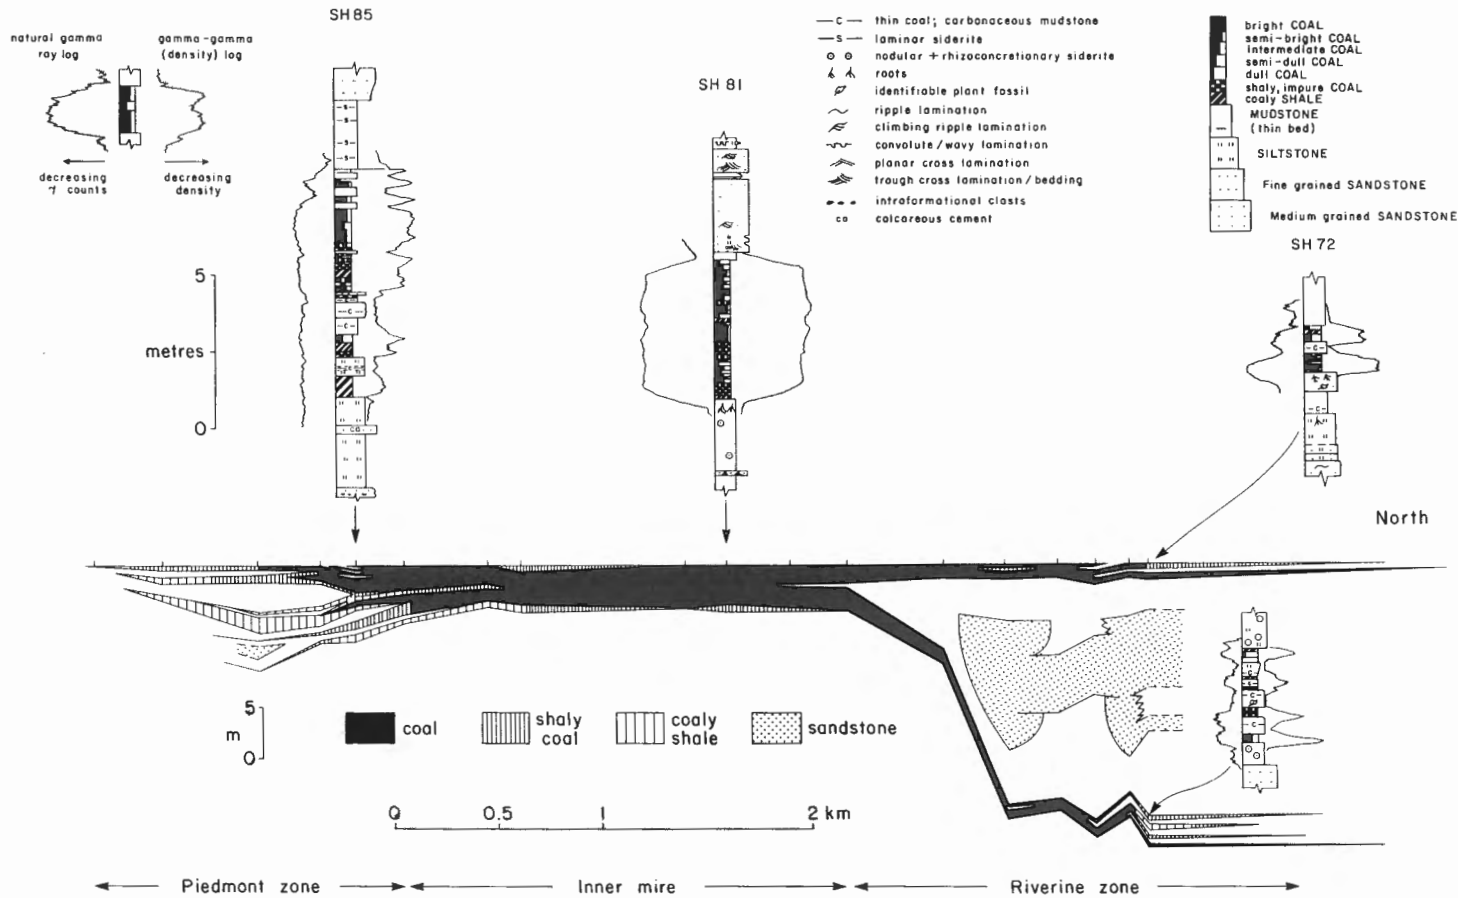 SH85
natural gamma
ray log
gamma-gamma
(density) log
decreasing
γ counts
decreasing
density
5
metres
0
SH 81
C thin coal; carbonaceous mudstone
S laminar siderite
nodular + rhizoconcretionary siderite
roots
identifiable plant fossil
ripple lamination
climbing ripple lamination
convolute/wavy lamination
planar cross lamination
trough cross lamination/bedding
intraformational clasts
ca calcareous cement
bright COAL
semi-bright COAL
intermediate COAL
semi-dull COAL
dull COAL
shaly, impure COAL
coaly SHALE
MUDSTONE
(thin bed)
SILTSTONE
Fine grained SANDSTONE
Medium grained SANDSTONE
SH 72
North
5
m
0
coal
shaly
coal
coaly
shale
sandstone
0
0.5
1
2 km
Piedmont zone
Inner mire
Riverine zone